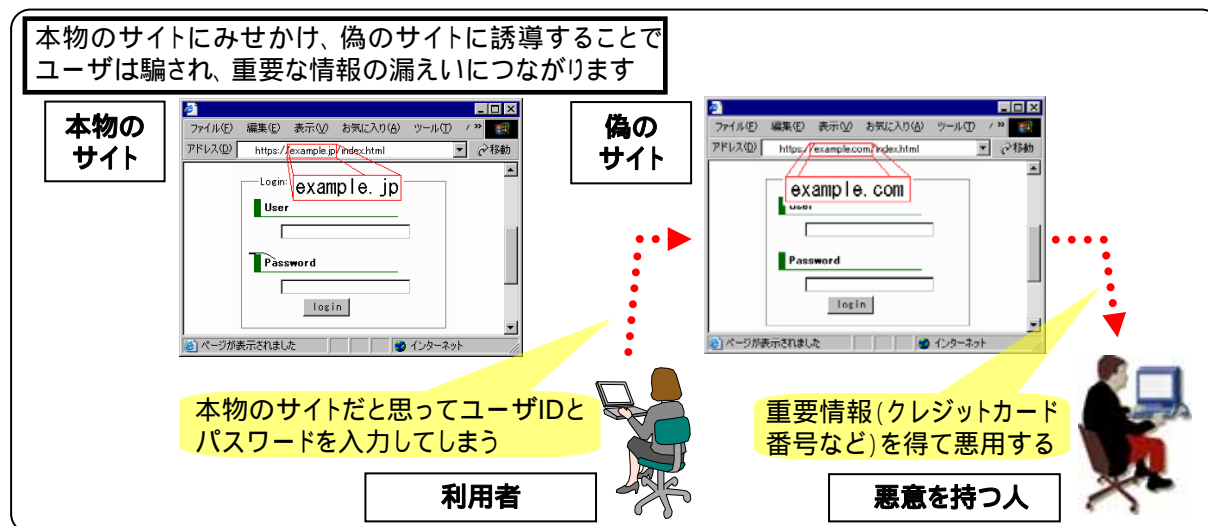 本物のサイトにみせかけ、偽のサイトに誘導することで
ユーザは騙され、重要な情報の漏えいにつながります
本物の
サイト
ファイル(F) 編集(E) 表示(V) お気に入り(A) ツール(T) »
アドレス(D) https://example.jp/index.html 移動
Login:
example.jp
User
Password
login
ページが表示されました インターネット
偽の
サイト
ファイル(F) 編集(E) 表示(V) お気に入り(A) ツール(T) »
アドレス(D) https://example.com/index.html 移動
example.com
User
Password
login
ページが表示されました インターネット
本物のサイトだと思ってユーザIDと
パスワードを入力してしまう
重要情報(クレジットカード
番号など)を得て悪用する
利用者
悪意を持つ人